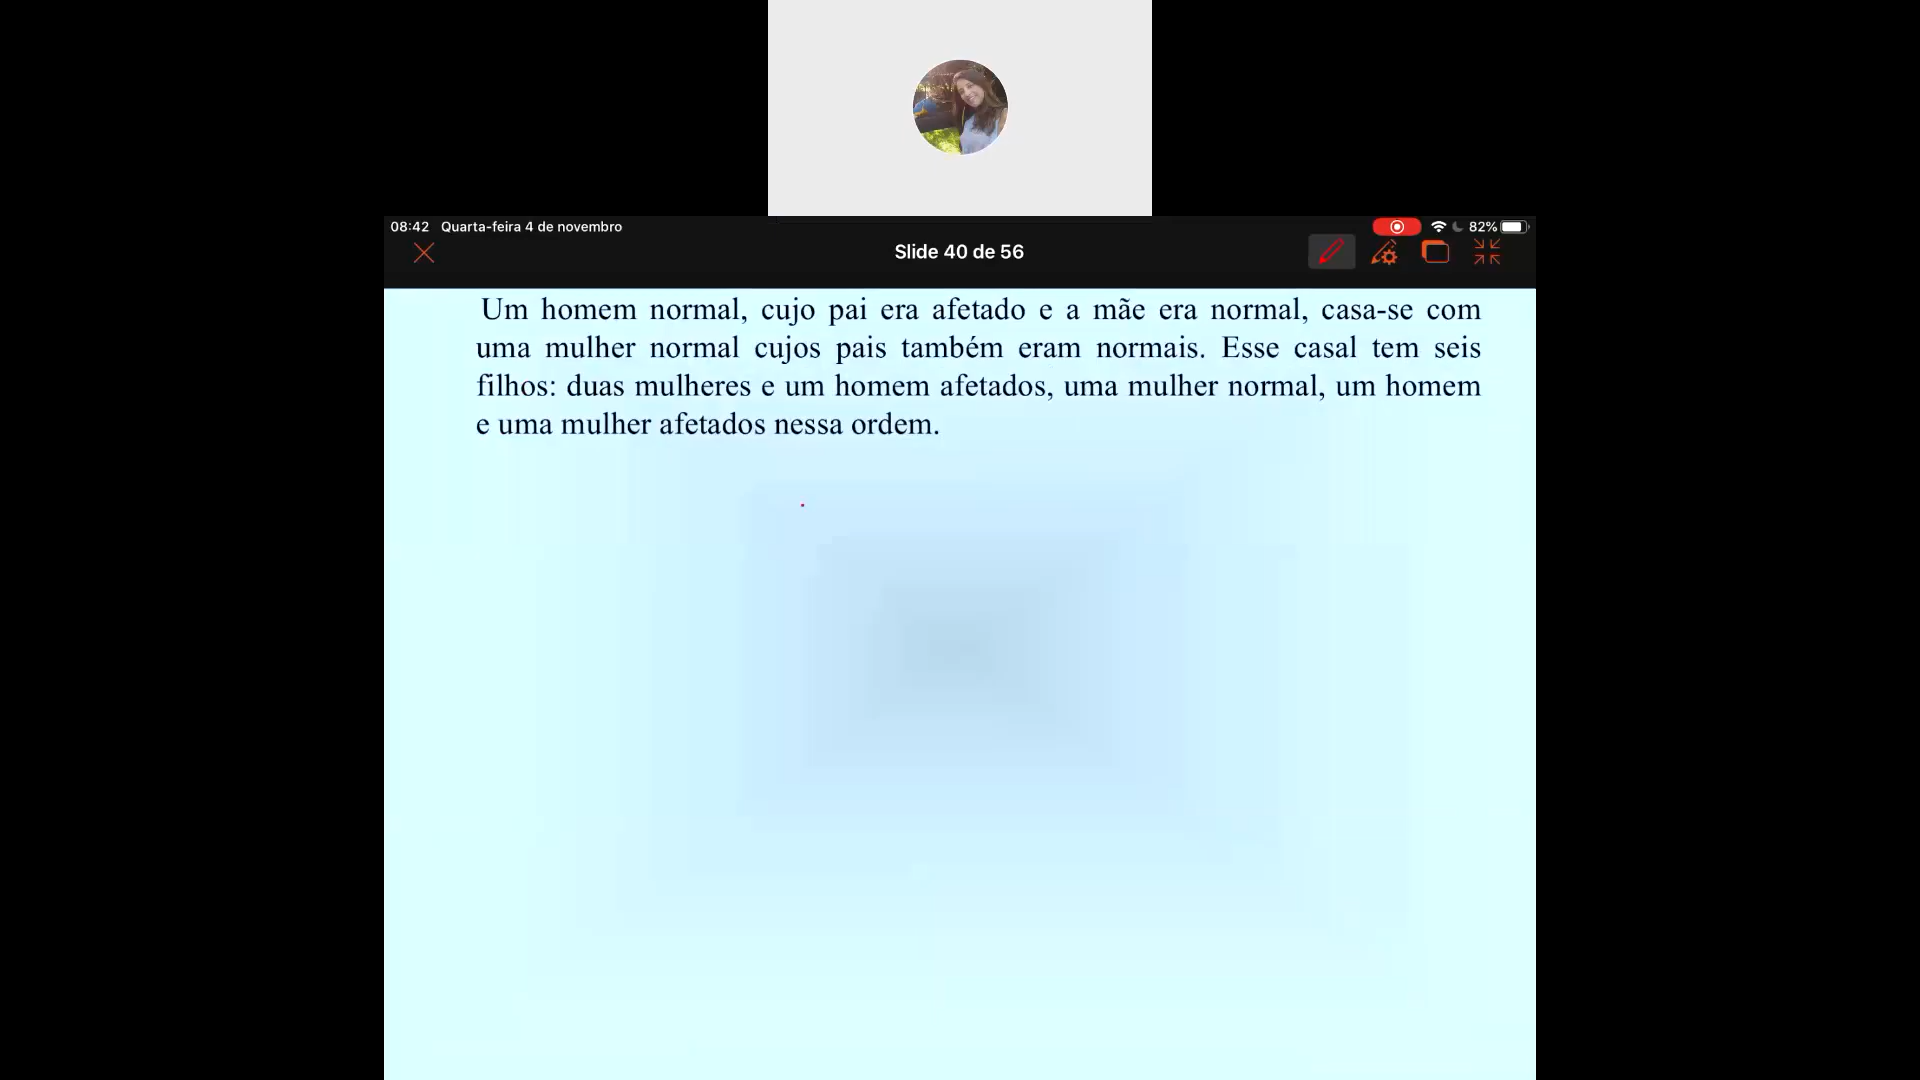 08:42 Quarta-feira 4 de novembro
82%
Slide 40 de 56
Um homem normal, cujo pai era afetado e a mãe era normal, casa-se com
uma mulher normal cujos pais também eram normais. Esse casal tem seis
filhos: duas mulheres e um homem afetados, uma mulher normal, um homem
e uma mulher afetados nessa ordem.